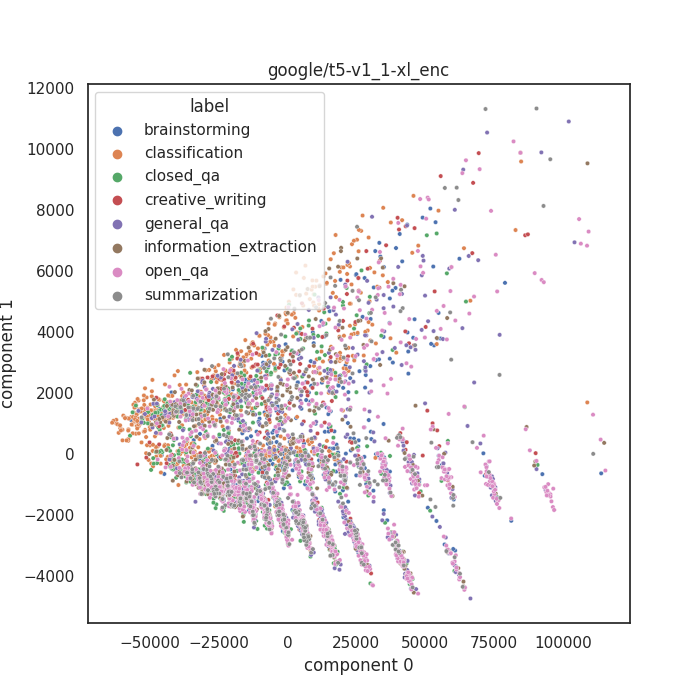 google/t5-v1_1-xl_enc
label
brainstorming
classification
closed_qa
creative_writing
general_qa
information_extraction
open_qa
summarization
12000
10000
8000
6000
4000
2000
0
−2000
−4000
component 1
−50000 −25000 0 25000 50000 75000 100000
component 0